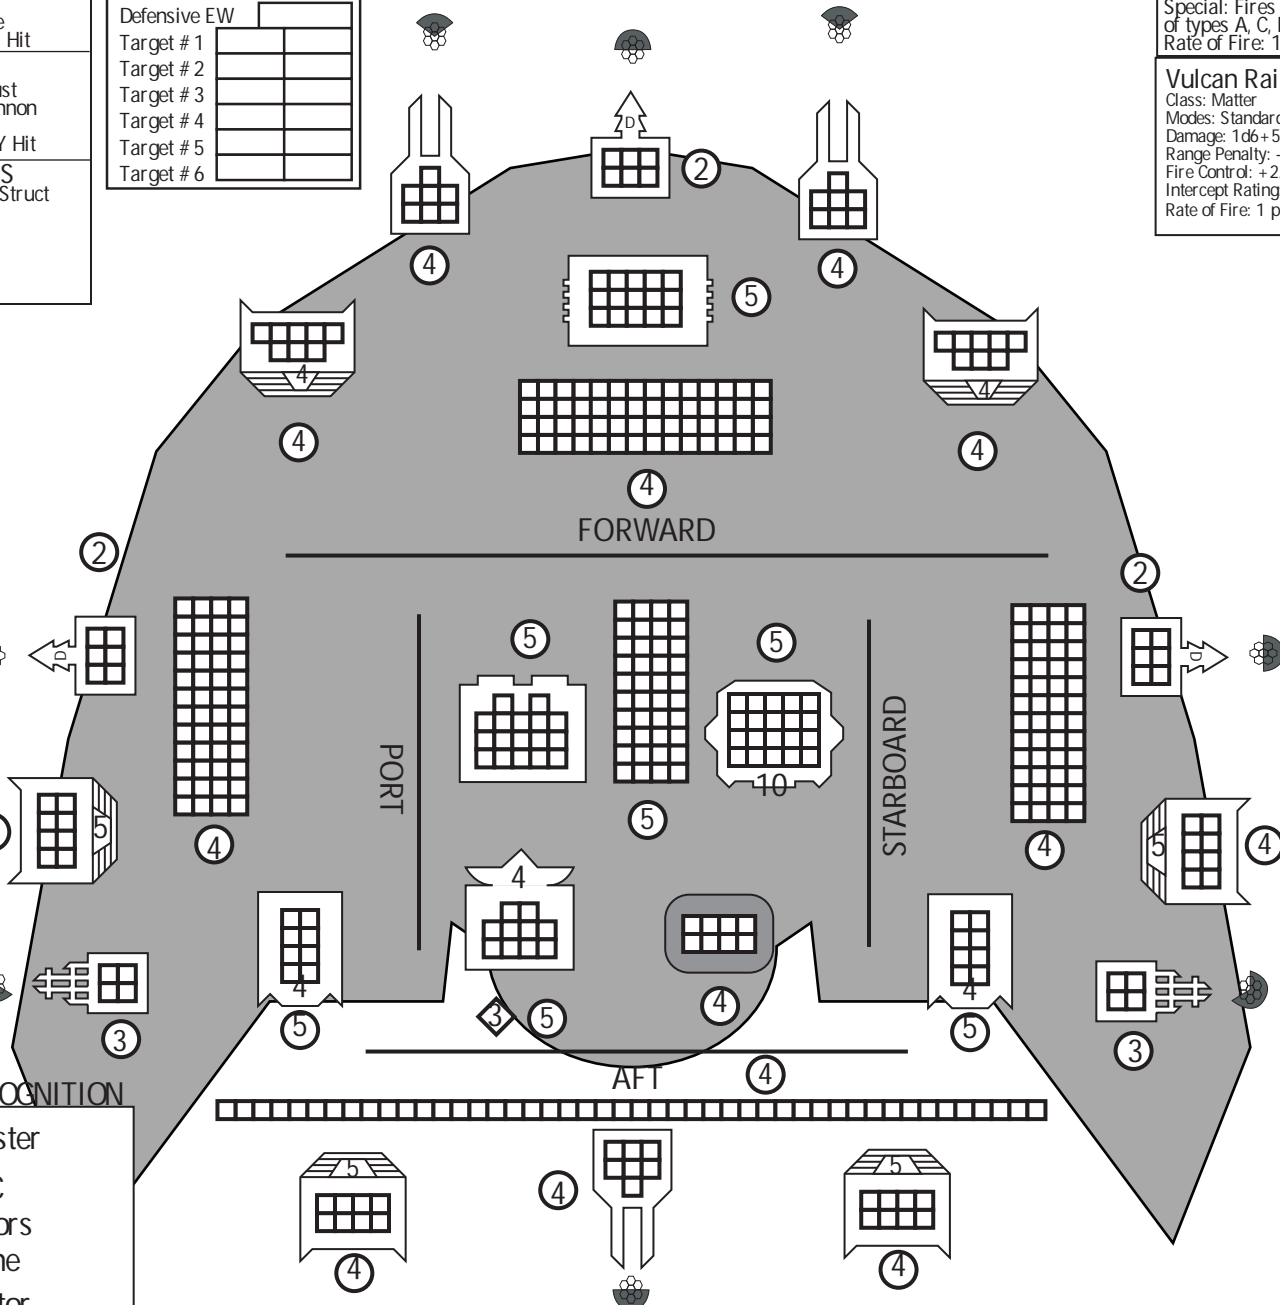 Hit
Y Hit
S
Struct
Defensive EW
Target # 1
Target # 2
Target # 3
Target # 4
Target # 5
Target # 6
Special: Fires
of types A, C,
Rate of Fire: 1
Vulcan Rai
Class: Matter
Modes: Standard
Damage: 1d6+5
Range Penalty: -
Fire Control: +2
Intercept Rating
Rate of Fire: 1 p
D
2
4
4
5
4
4
4
4
4
FORWARD
2
2
D
D
5
5
PORT
STARBOARD
10
5
5
4
5
4
5
4
4
4
4
3
5
4
3
5
5
3
AFT
4
OGNITION
ster
C
ors
ne
tor
5
5
4
4
4